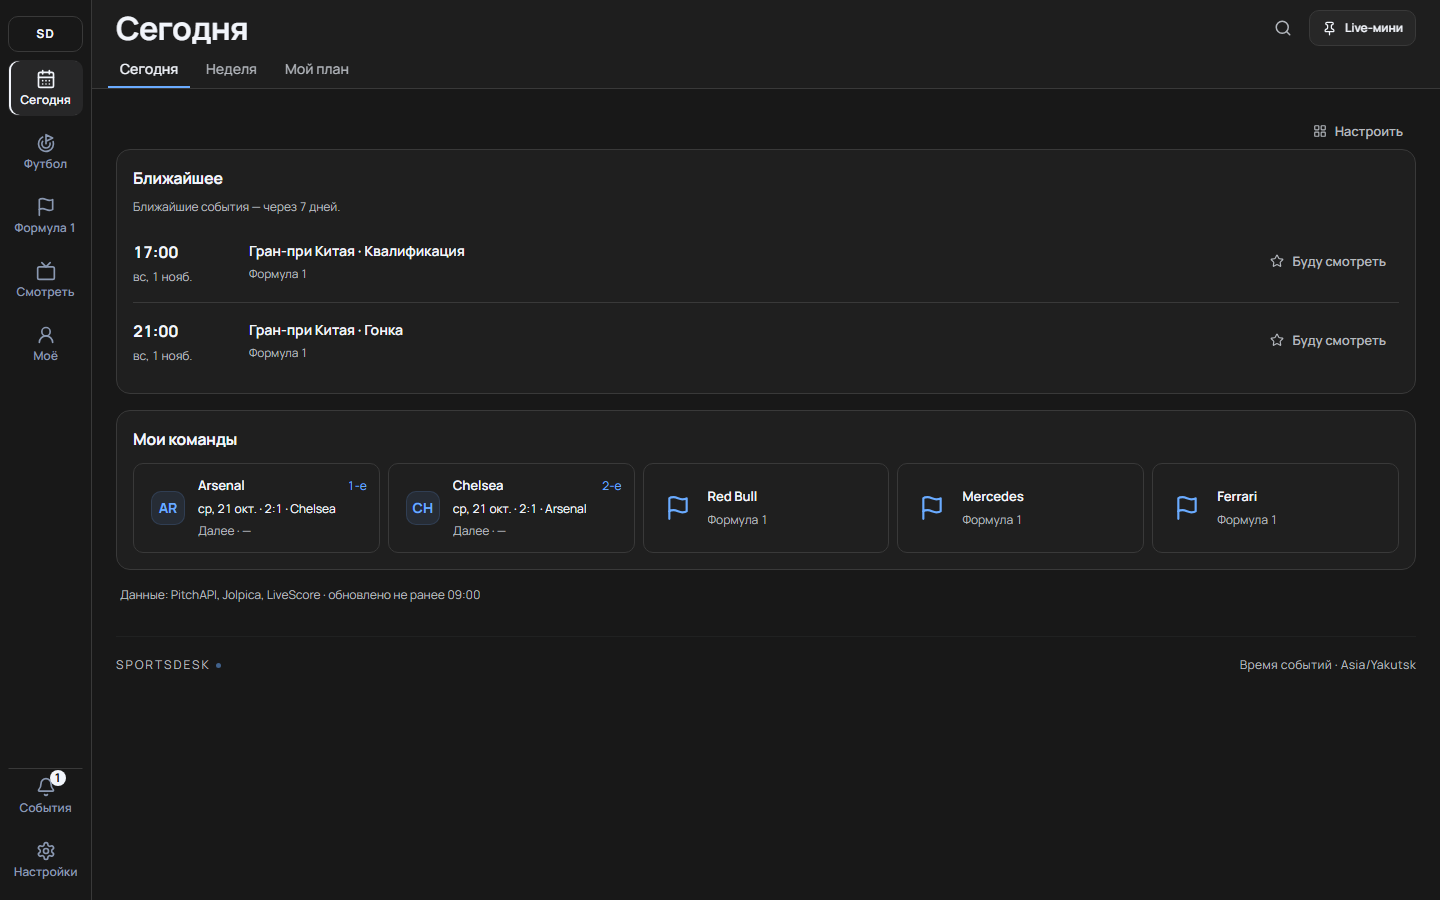 SD
Сегодня
Футбол
Формула 1
Смотреть
Моё
1
События
Настройки
Сегодня
Live-мини
Сегодня
Неделя
Мой план
Настроить
Ближайшее
Ближайшие события — через 7 дней.
17:00
вс, 1 нояб.
Гран-при Китая · Квалификация
Формула 1
Буду смотреть
21:00
вс, 1 нояб.
Гран-при Китая · Гонка
Формула 1
Буду смотреть
Мои команды
AR
Arsenal
1-е
ср, 21 окт. · 2:1 · Chelsea
Далее · —
CH
Chelsea
2-е
ср, 21 окт. · 2:1 · Arsenal
Далее · —
Red Bull
Формула 1
Mercedes
Формула 1
Ferrari
Формула 1
Данные: PitchAPI, Jolpica, LiveScore · обновлено не ранее 09:00
SPORTSDESK
Время событий · Asia/Yakutsk